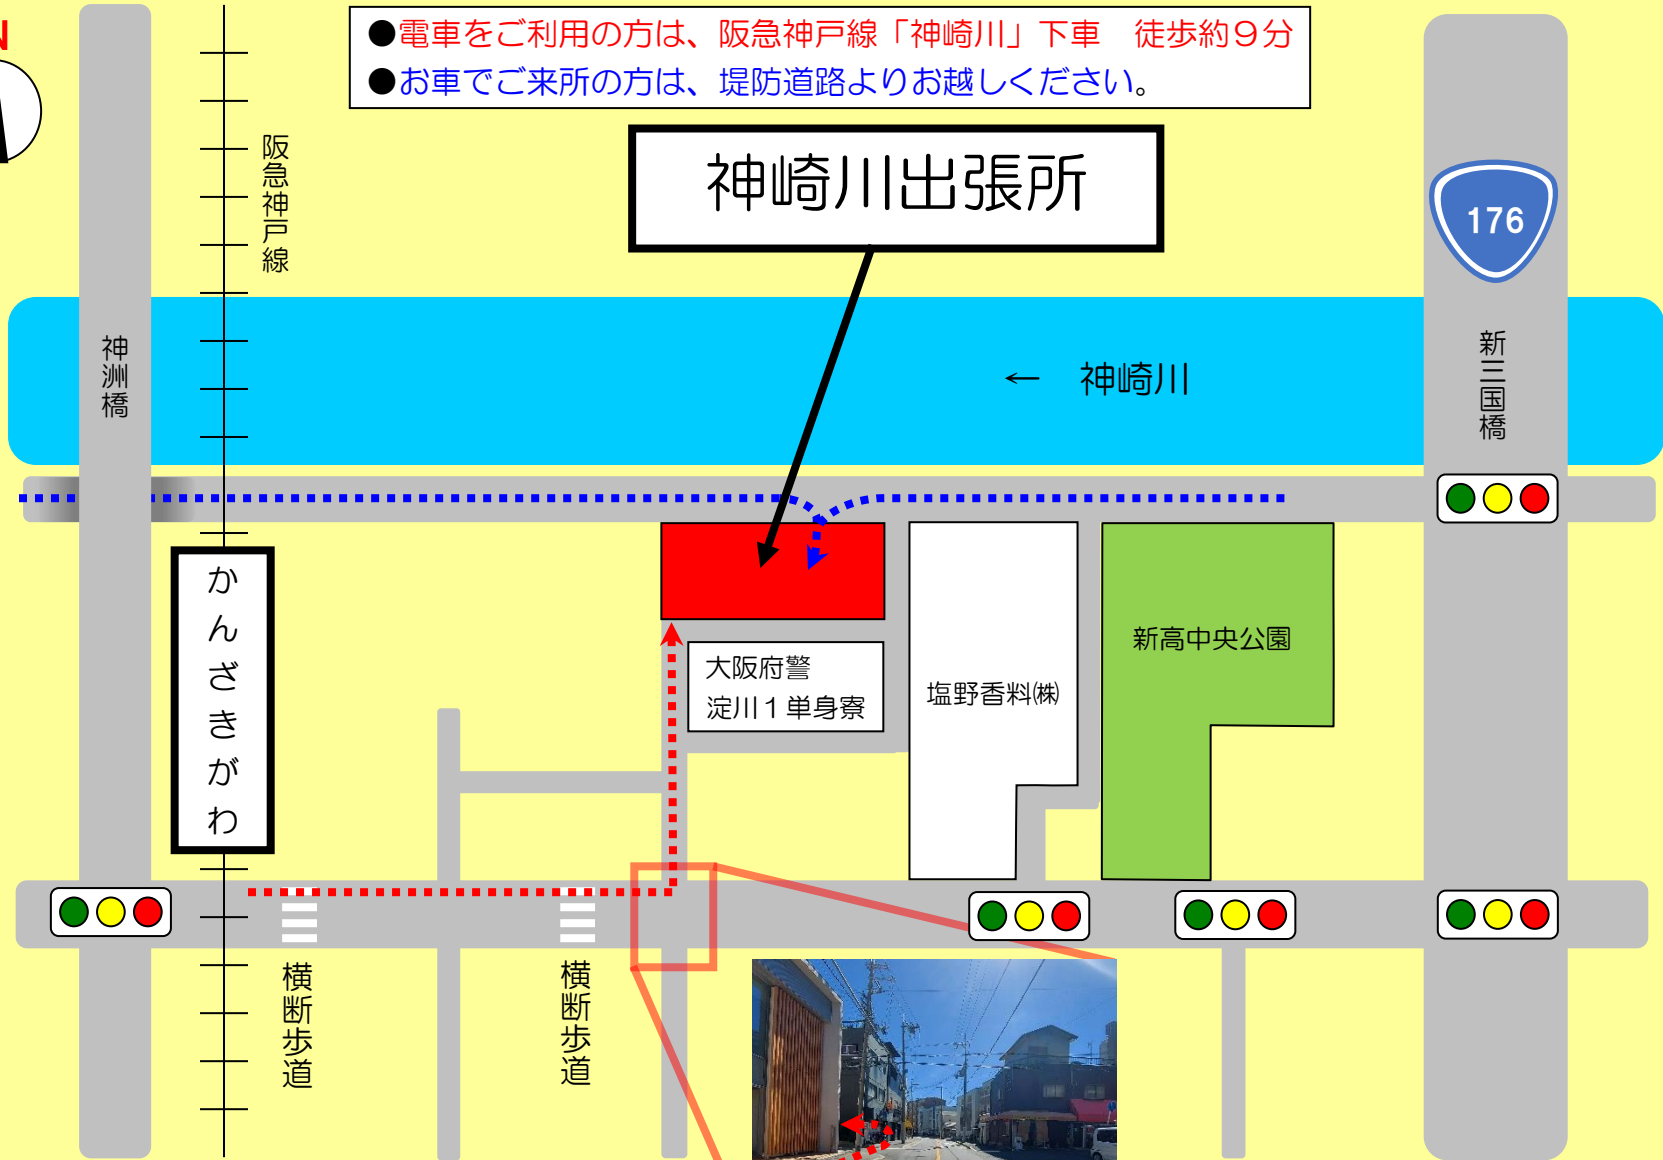 N
●電車をご利用の方は、阪急神戸線「神崎川」下車　徒歩約９分
●お車でご来所の方は、堤防道路よりお越しください。
阪急神戸線
神崎川出張所
176
神洲橋
←　神崎川
新三国橋
かんざきがわ
大阪府警
淀川１単身寮
塩野香料㈱
新高中央公園
横断歩道
横断歩道